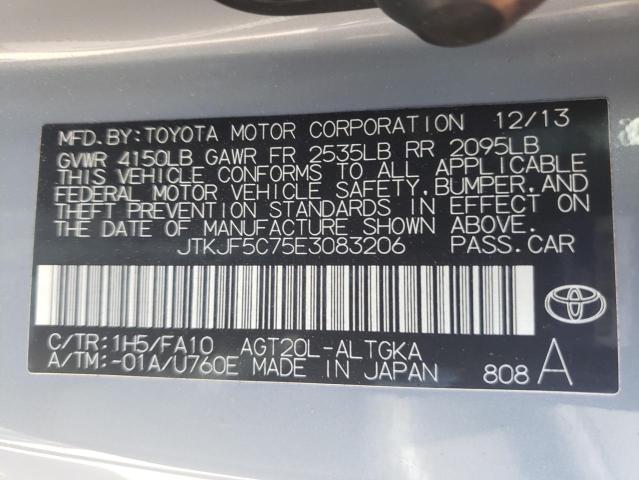 MFD.BY:TOYOTA MOTOR CORPORATION 12/13
GVWR 4150LB GAWR FR 2535LB RR 2095LB
THIS VEHICLE CONFORMS TO ALL APPLICABLE
FEDERAL MOTOR VEHICLE SAFETY,BUMPER,AND
THEFT PREVENTION STANDARDS IN EFFECT ON
THE DATE OF MANUFACTURE SHOWN ABOVE.
JTKJF5C75E3083206 PASS.CAR
C/TR:1H5/FA10 AGT20L-ALTGKA
A/TM:-01A/U760E MADE IN JAPAN 808 A